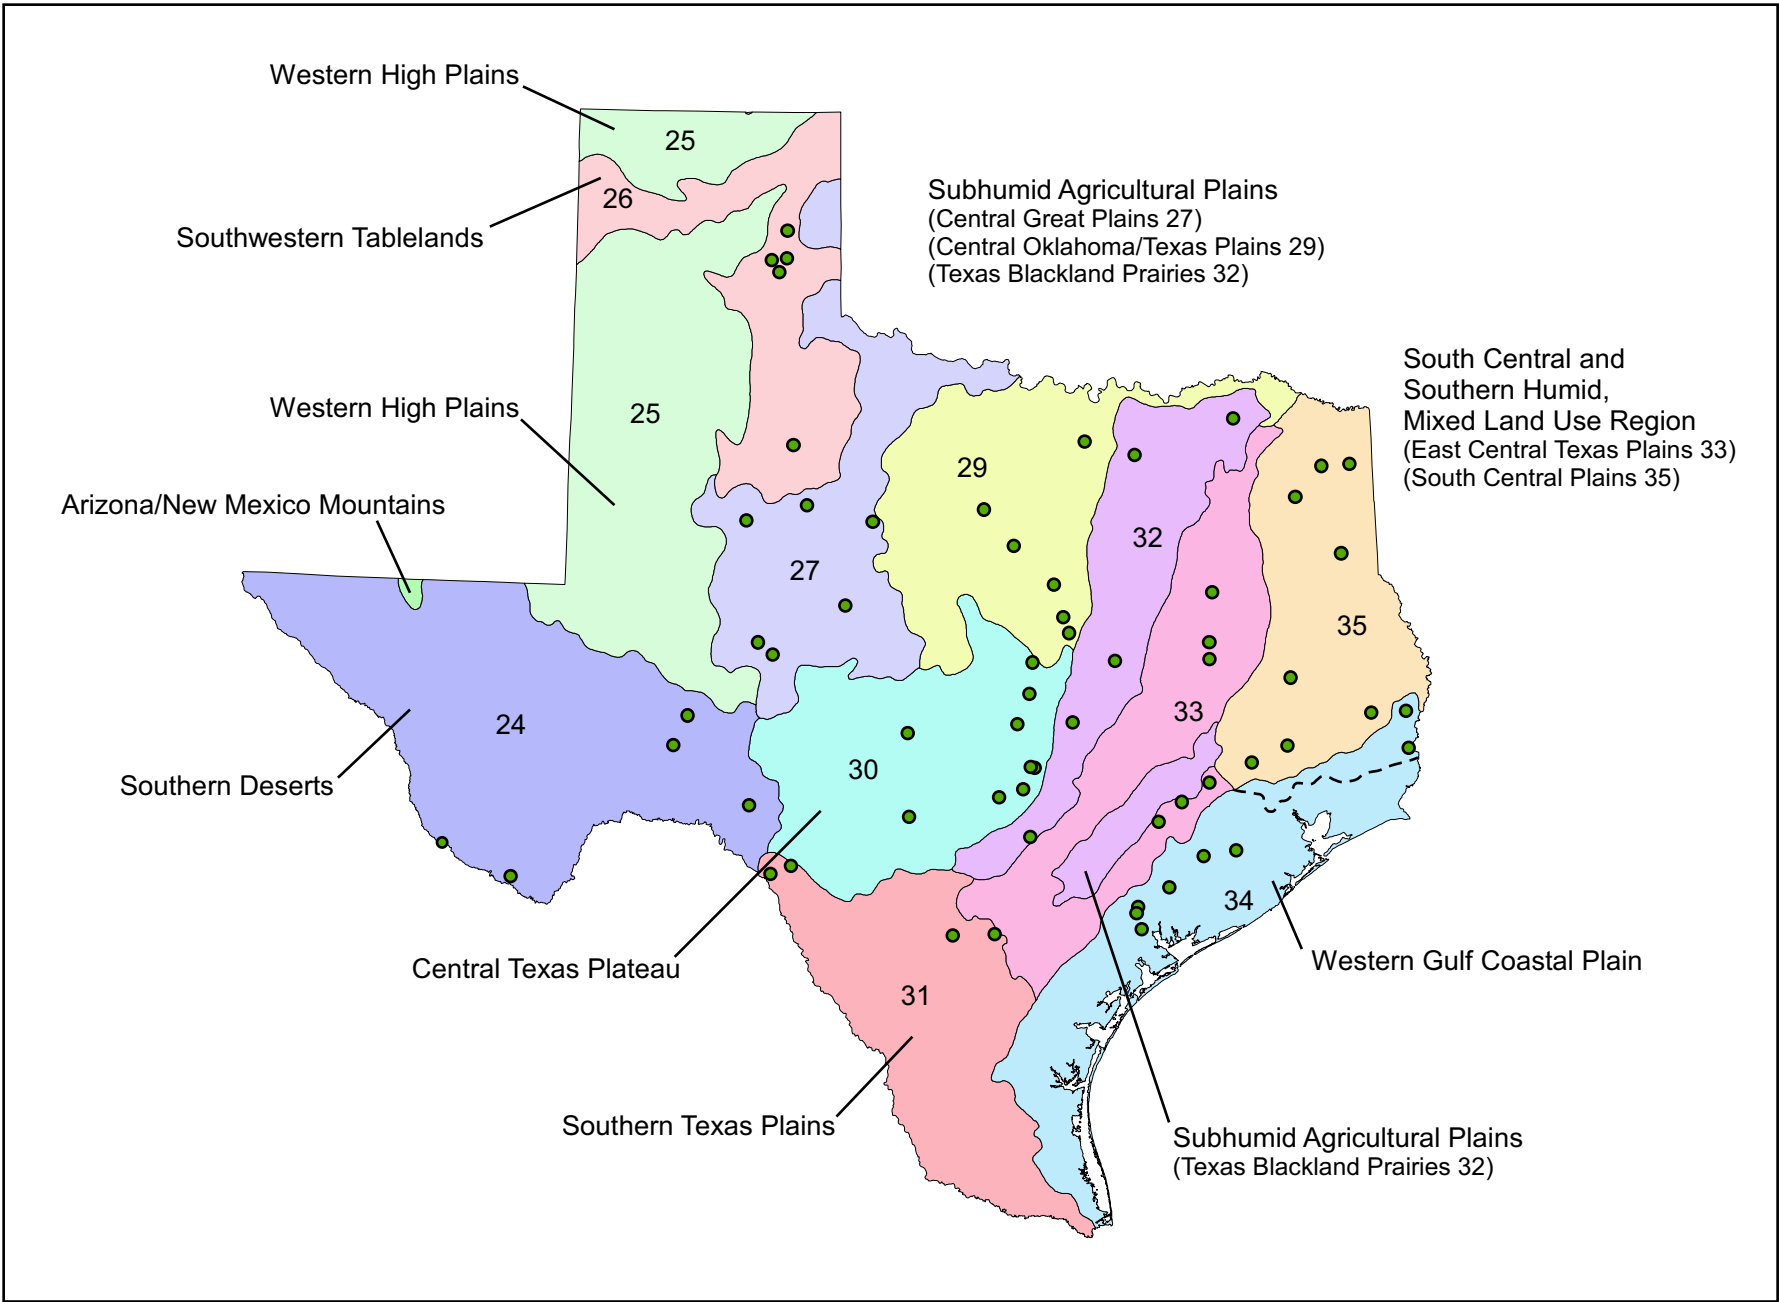 Western High Plains
25
26
Southwestern Tablelands
Subhumid Agricultural Plains
(Central Great Plains 27)
(Central Oklahoma/Texas Plains 29)
(Texas Blackland Prairies 32)
South Central and
Southern Humid,
Mixed Land Use Region
(East Central Texas Plains 33)
(South Central Plains 35)
Western High Plains
25
29
Arizona/New Mexico Mountains
32
27
35
33
24
30
Southern Deserts
34
Central Texas Plateau
Western Gulf Coastal Plain
31
Southern Texas Plains
Subhumid Agricultural Plains
(Texas Blackland Prairies 32)